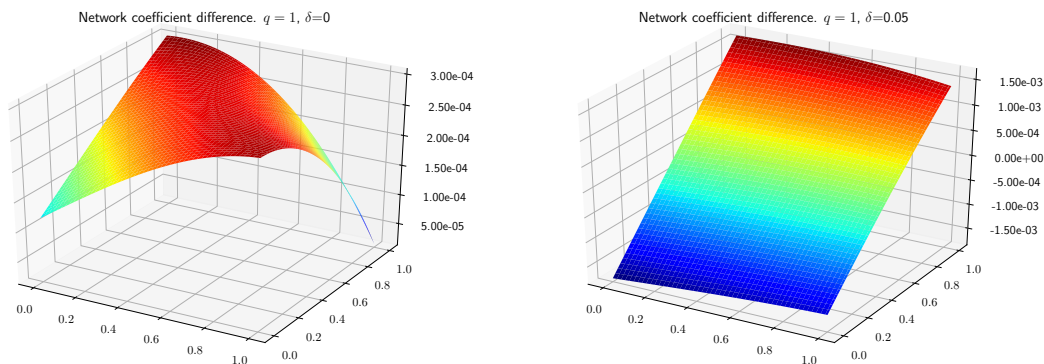 Network coefficient difference. q = 1, δ=0
3.00e-04
2.50e-04
2.00e-04
1.50e-04
1.00e-04
5.00e-05
0.0
0.2
0.4
0.6
0.8
1.0
0.0
0.2
0.4
0.6
0.8
1.0
Network coefficient difference. q = 1, δ=0.05
1.50e-03
1.00e-03
5.00e-04
0.00e+00
-5.00e-04
-1.00e-03
-1.50e-03
0.0
0.2
0.4
0.6
0.8
1.0
0.0
0.2
0.4
0.6
0.8
1.0